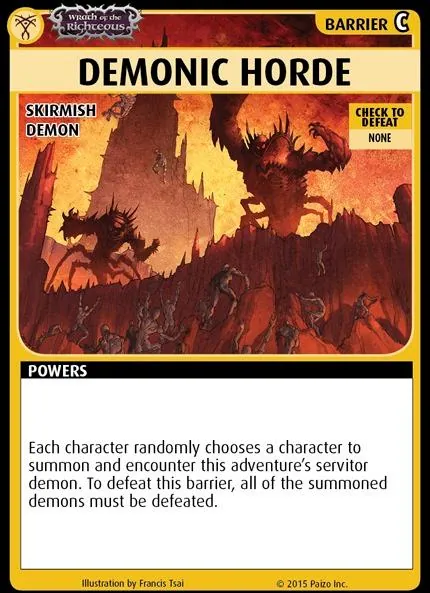 Wrath of the
Righteous
BARRIER C
DEMONIC HORDE
SKIRMISH
DEMON
CHECK TO
DEFEAT
NONE
POWERS
Each character randomly chooses a character to
summon and encounter this adventure's servitor
demon. To defeat this barrier, all of the summoned
demons must be defeated.
Illustration by Francis Tsai
© 2015 Paizo Inc.